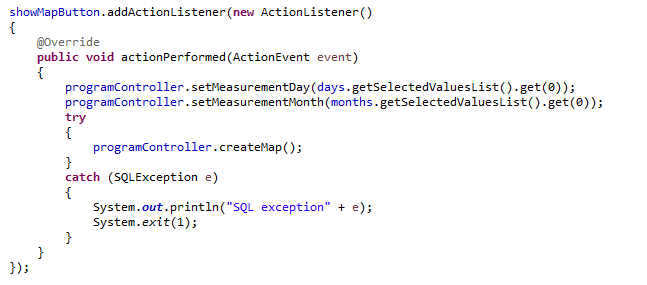 showMapButton.addActionListener(new ActionListener()
{
    @Override
    public void actionPerformed(ActionEvent event)
    {
        programController.setMeasurementDay(days.getSelectedValuesList().get(0));
        programController.setMeasurementMonth(months.getSelectedValuesList().get(0));
        try
        {
            programController.createMap();
        }
        catch (SQLException e)
        {
            System.out.println("SQL exception" + e);
            System.exit(1);
        }
    }
});